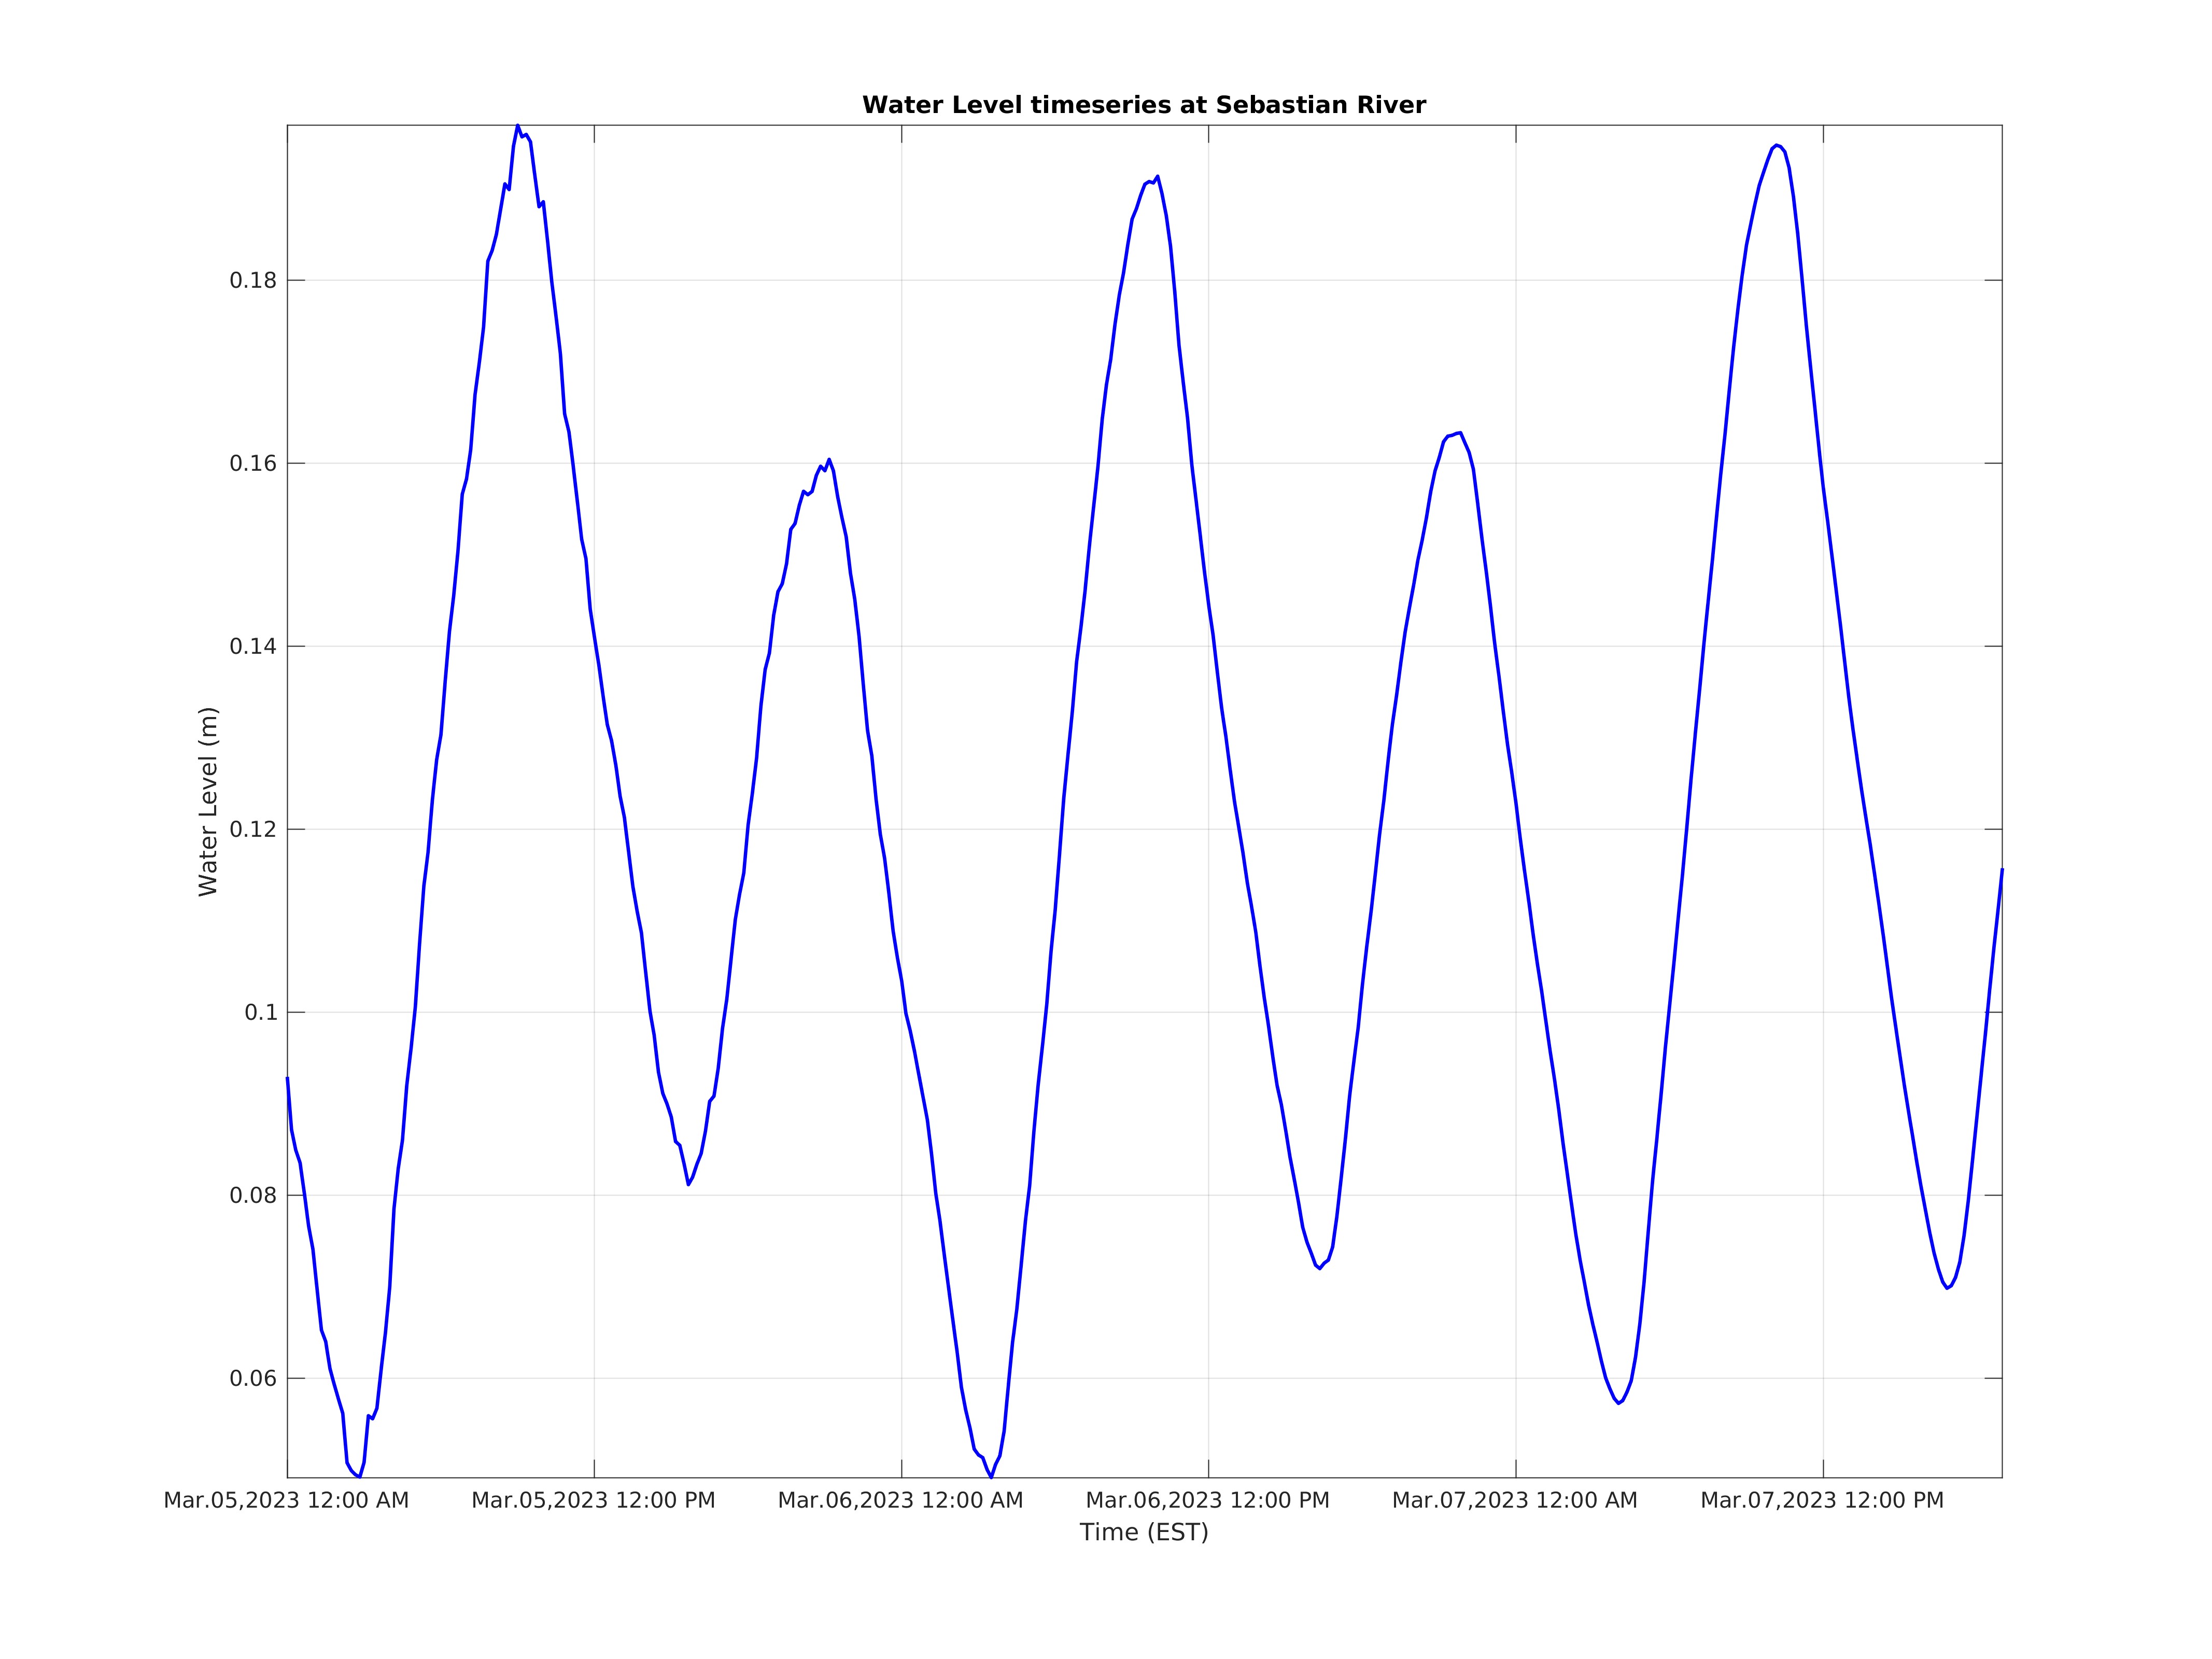 Water Level timeseries at Sebastian River
0.18
0.16
0.14
0.12
0.1
0.08
0.06
Water Level (m)
Mar.05,2023 12:00 AM
Mar.05,2023 12:00 PM
Mar.06,2023 12:00 AM
Mar.06,2023 12:00 PM
Mar.07,2023 12:00 AM
Mar.07,2023 12:00 PM
Time (EST)